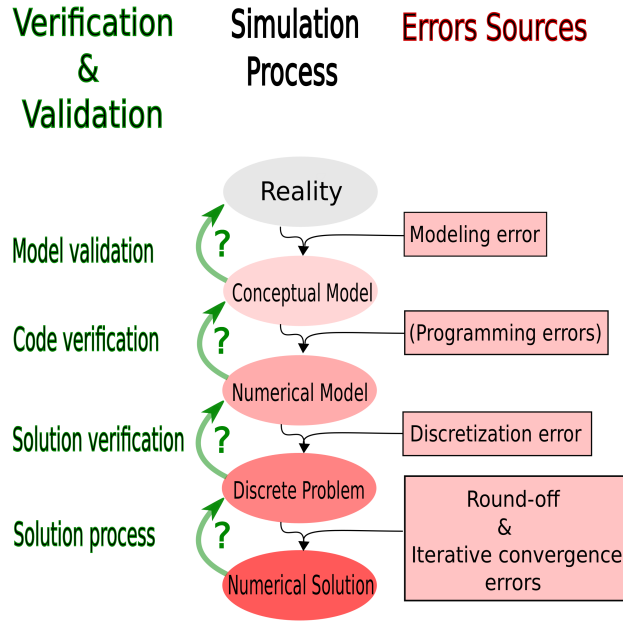 Verification
&
Validation
Simulation
Process
Errors Sources
Reality
Model validation
?
Modeling error
Conceptual Model
Code verification
?
(Programming errors)
Numerical Model
Solution verification
?
Discretization error
Discrete Problem
Solution process
?
Round-off
&
Iterative convergence
errors
Numerical Solution